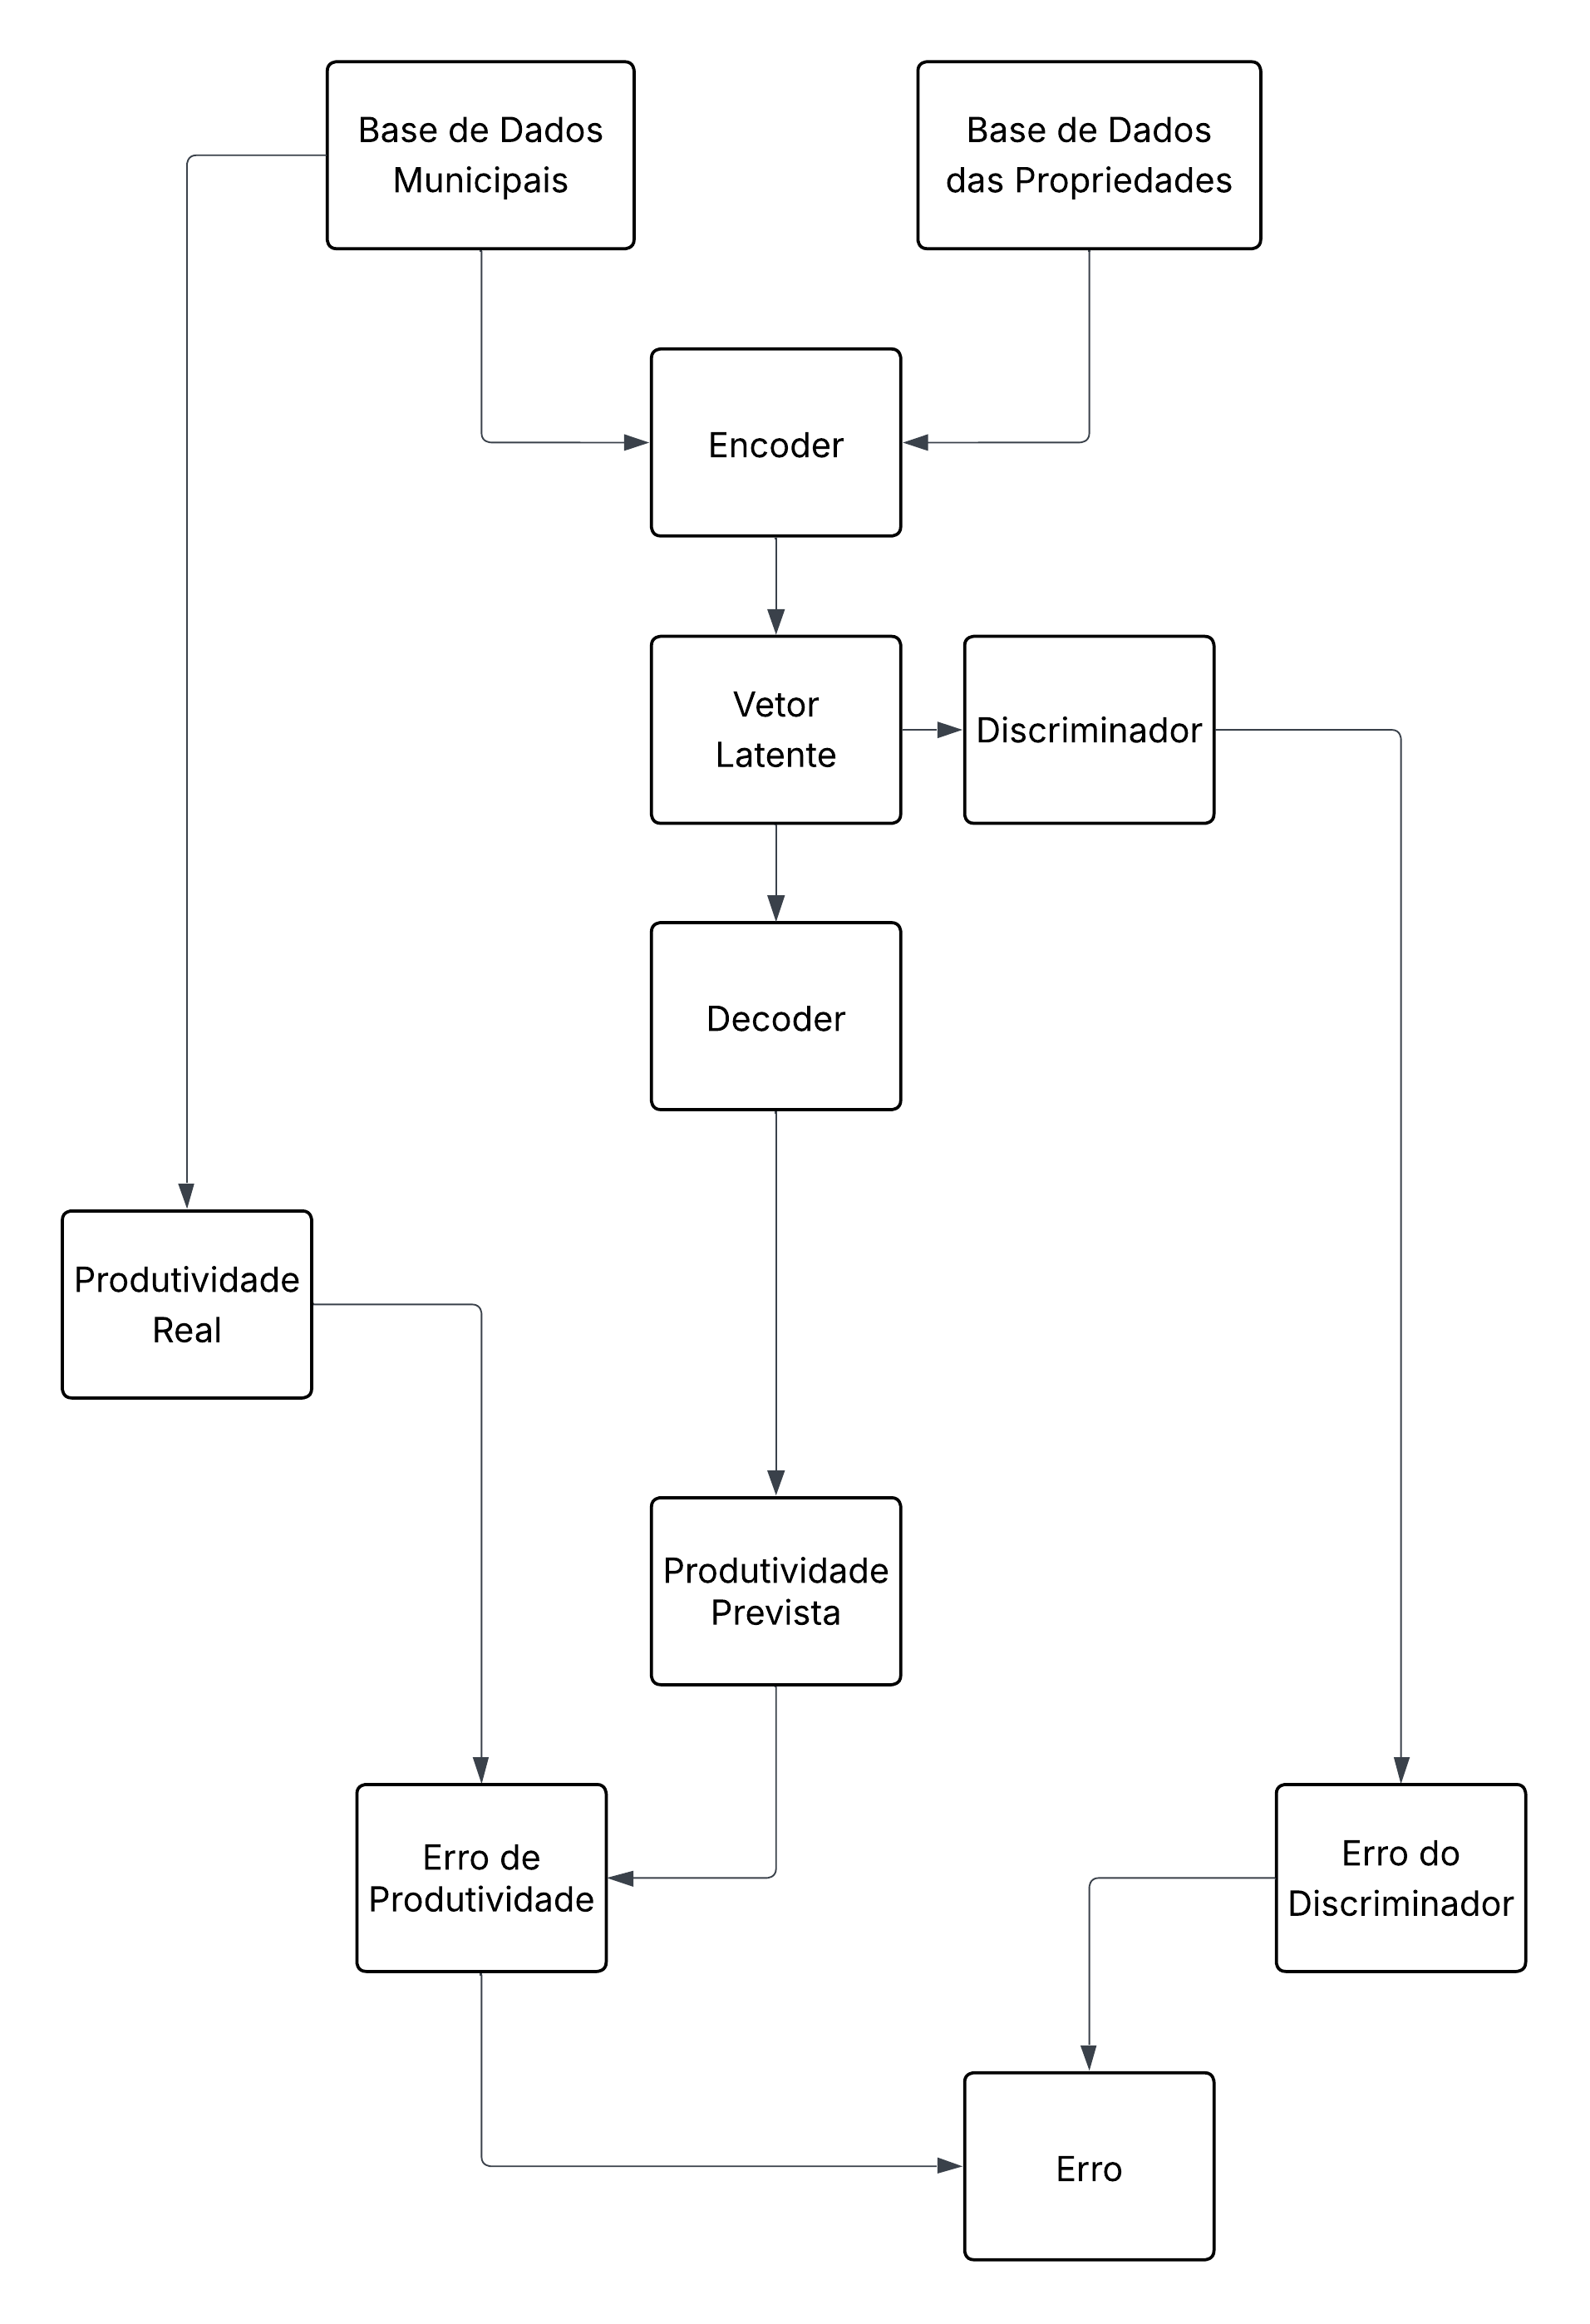 Base de Dados
Municipais
Base de Dados
das Propriedades
Encoder
Vetor
Latente
Discriminador
Decoder
Produtividade
Real
Produtividade
Prevista
Erro de
Produtividade
Erro do
Discriminador
Erro